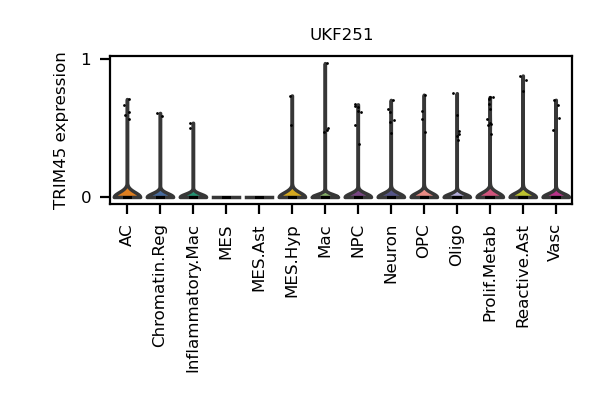 UKF251
TRIM45 expression
1
0
AC
Chromatin.Reg
Inflammatory.Mac
MES
MES.Ast
MES.Hyp
Mac
NPC
Neuron
OPC
Oligo
Prolif.Metab
Reactive.Ast
Vasc